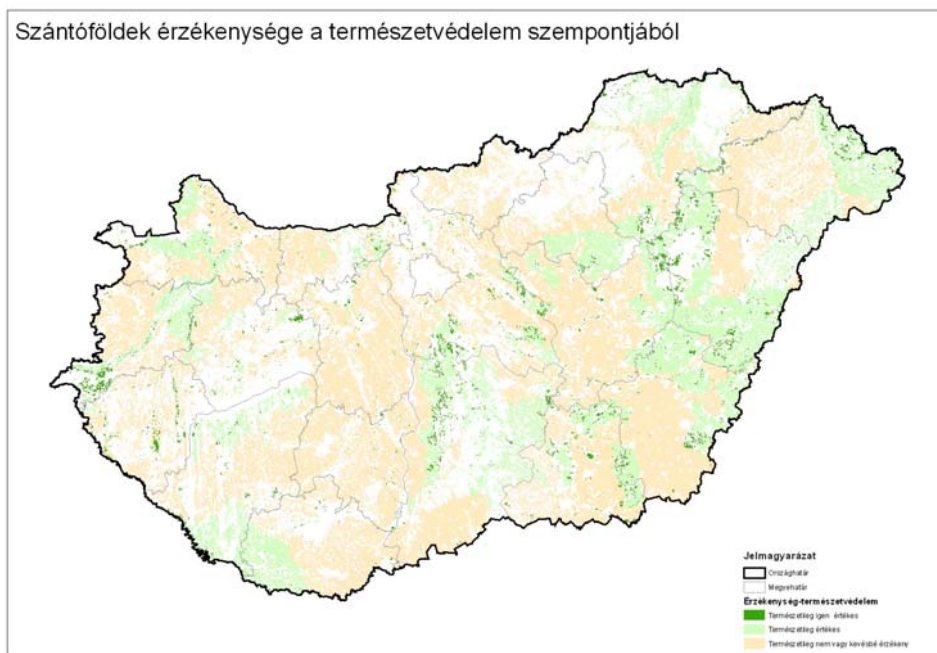 Szántóföldek érzékenysége a természetvédelem szempontjából
Jelmagyarázat
Országhatár
Megyehatár
Érzékenység-természetvédelem
Természetileg igen értékes
Természetileg értékes
Természetileg nem vagy kevésbé érzékeny